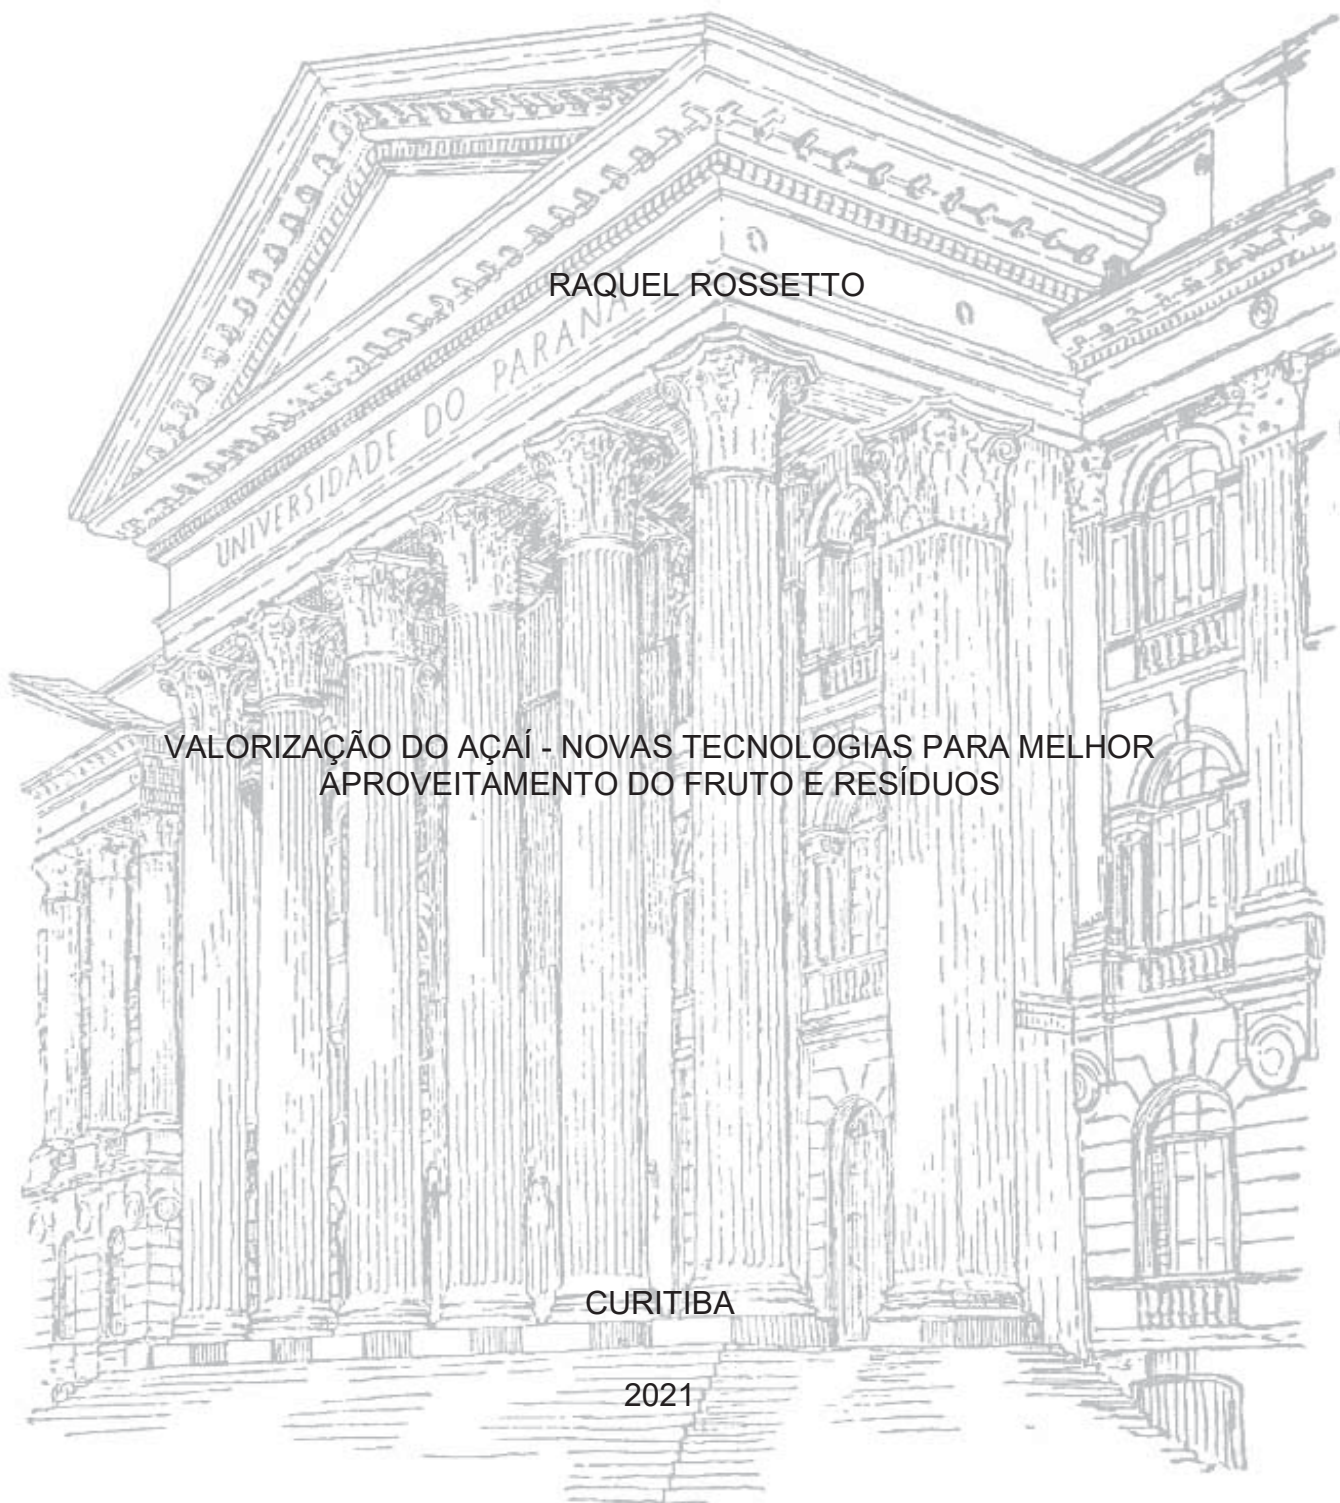 RAQUEL ROSSETTO
UNIVERSIDADE DO PARANÁ
VALORIZAÇÃO DO AÇAÍ - NOVAS TECNOLOGIAS PARA MELHOR
APROVEITAMENTO DO FRUTO E RESÍDUOS
CURITIBA
2021